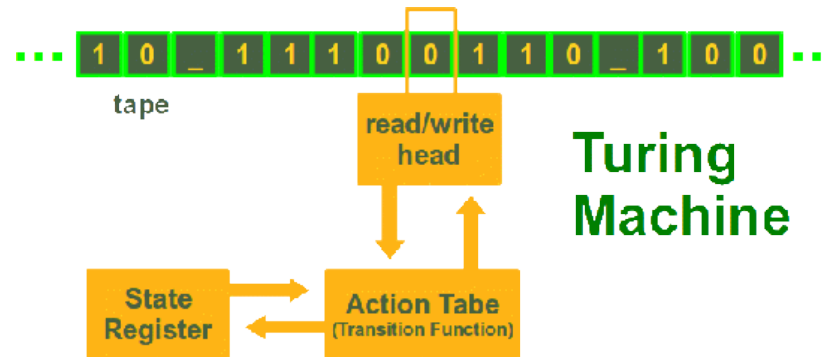 1 0 _ 1 1 1 0 0 1 1 0 _ 1 0 0
tape
read/write
head
Turing
Machine
State
Register
Action Tabe
(Transition Function)